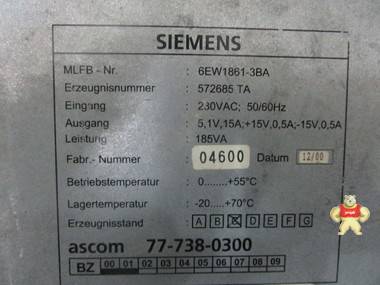 SIEMENS
MLFB - Nr. : 6EW1861-3BA
Erzeugnisnummer : 572685 TA
Eingang : 230VAC; 50/60Hz
Ausgang : 5,1V,15A;+15V,0,5A;-15V,0,5A
Leistung : 185VA
Fabr.- Nummer 04600 Datum 12/00
Betriebstemperatur : 0......+55°C
Lagertemperatur : -20....+70°C
Erzeugnisstand : A B C D E F G
ascom 77-738-0300
BZ 00 01 02 03 04 05 06 07 08 09